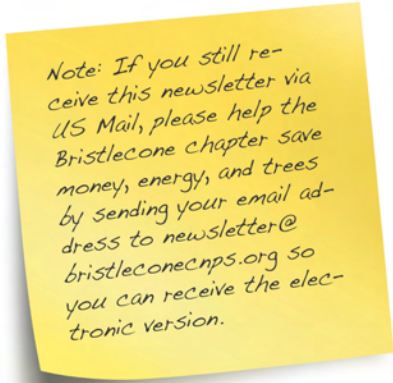 Note: If you still re-
ceive this newsletter via
US Mail, please help the
Bristlecone chapter save
money, energy, and trees
by sending your email ad-
dress to newsletter@
bristleconecnps.org so
you can receive the elec-
tronic version.